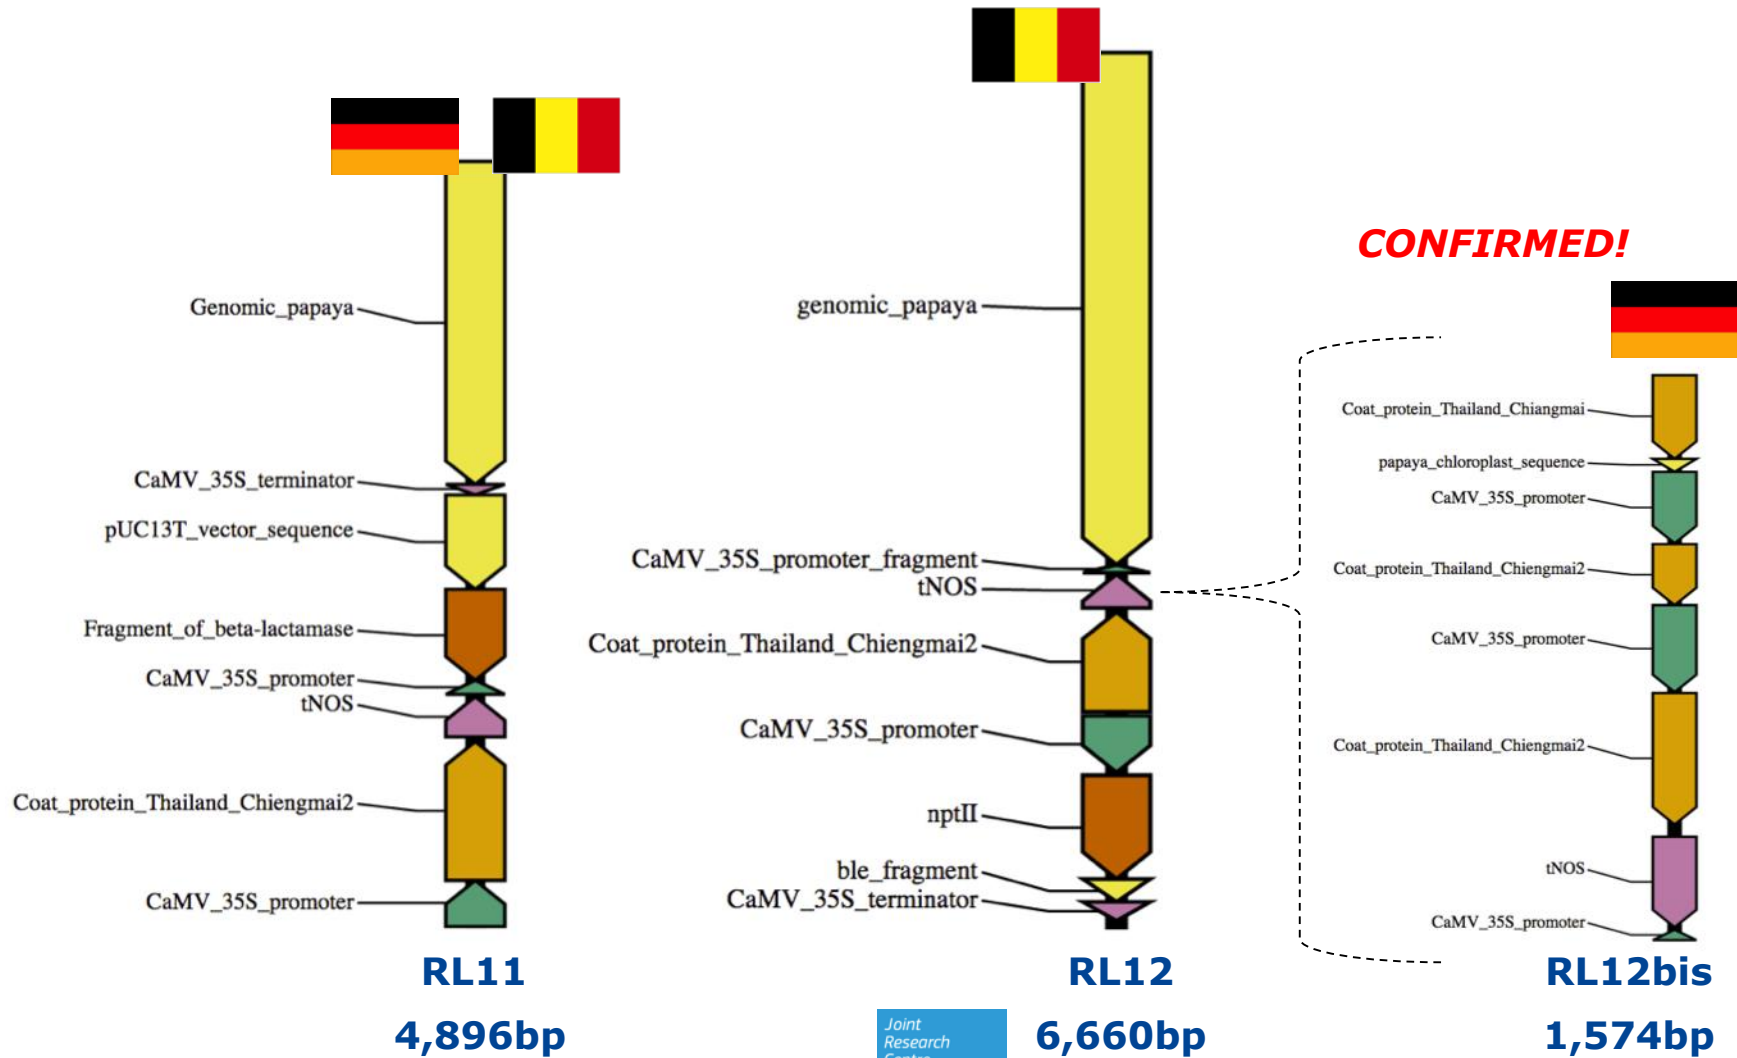 CONFIRMED!
Genomic_papaya
CaMV_35S_terminator
pUC13T_vector_sequence
Fragment_of_beta-lactamase
CaMV_35S_promoter
tNOS
Coat_protein_Thailand_Chiengmai2
CaMV_35S_promoter
RL11
4,896bp
genomic_papaya
CaMV_35S_promoter_fragment
tNOS
Coat_protein_Thailand_Chiengmai2
CaMV_35S_promoter
nptII
ble_fragment
CaMV_35S_terminator
RL12
6,660bp
Coat_protein_Thailand_Chiangmai
papaya_chloroplast_sequence
CaMV_35S_promoter
Coat_protein_Thailand_Chiengmai2
CaMV_35S_promoter
Coat_protein_Thailand_Chiengmai2
tNOS
CaMV_35S_promoter
RL12bis
1,574bp
Joint
Research